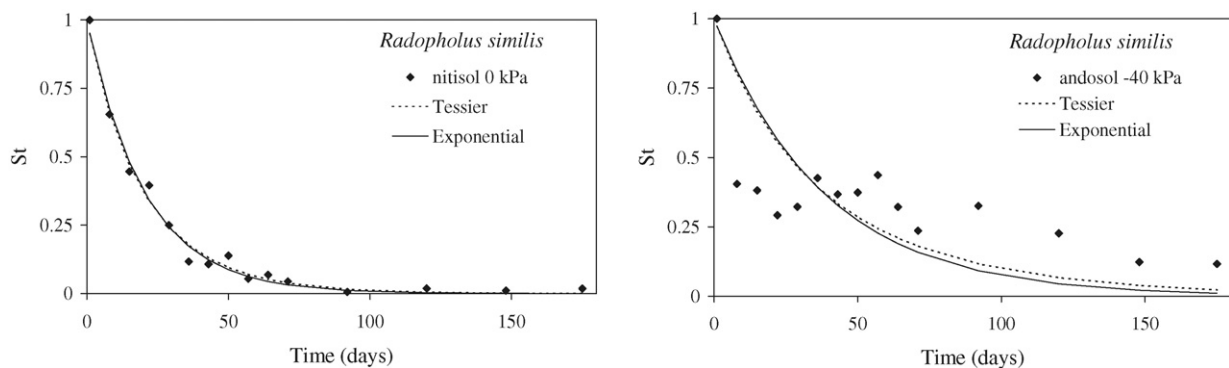 1
0.75
0.5
0.25
0
St
Radopholus similis
nitisol 0 kPa
Tessier
Exponential
0 50 100 150
Time (days)
1
0.75
0.5
0.25
0
St
Radopholus similis
andosol -40 kPa
Tessier
Exponential
0 50 100 150
Time (days)